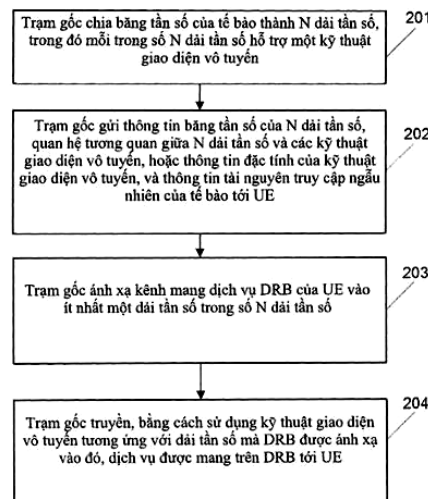 Trạm gốc chia băng tần số của tế bào thành N dải tần số,
trong đó mỗi trong số N dải tần số hỗ trợ một kỹ thuật
giao diện vô tuyến
201
Trạm gốc gửi thông tin băng tần số của N dải tần số,
quan hệ tương quan giữa N dải tần số và các kỹ thuật
giao diện vô tuyến, hoặc thông tin đặc tính của kỹ thuật
giao diện vô tuyến, và thông tin tài nguyên truy cập ngẫu
nhiên của tế bào tới UE
202
Trạm gốc ánh xạ kênh mang dịch vụ DRB của UE vào
ít nhất một dải tần số trong số N dải tần số
203
Trạm gốc truyền, bằng cách sử dụng kỹ thuật giao diện
vô tuyến tương ứng với dải tần số mà DRB được ánh xạ
vào đó, dịch vụ được mang trên DRB tới UE
204